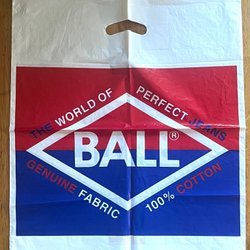 THE WORLD OF PERFECT JEANS
BALL®
GENUINE FABRIC 100% COTTON